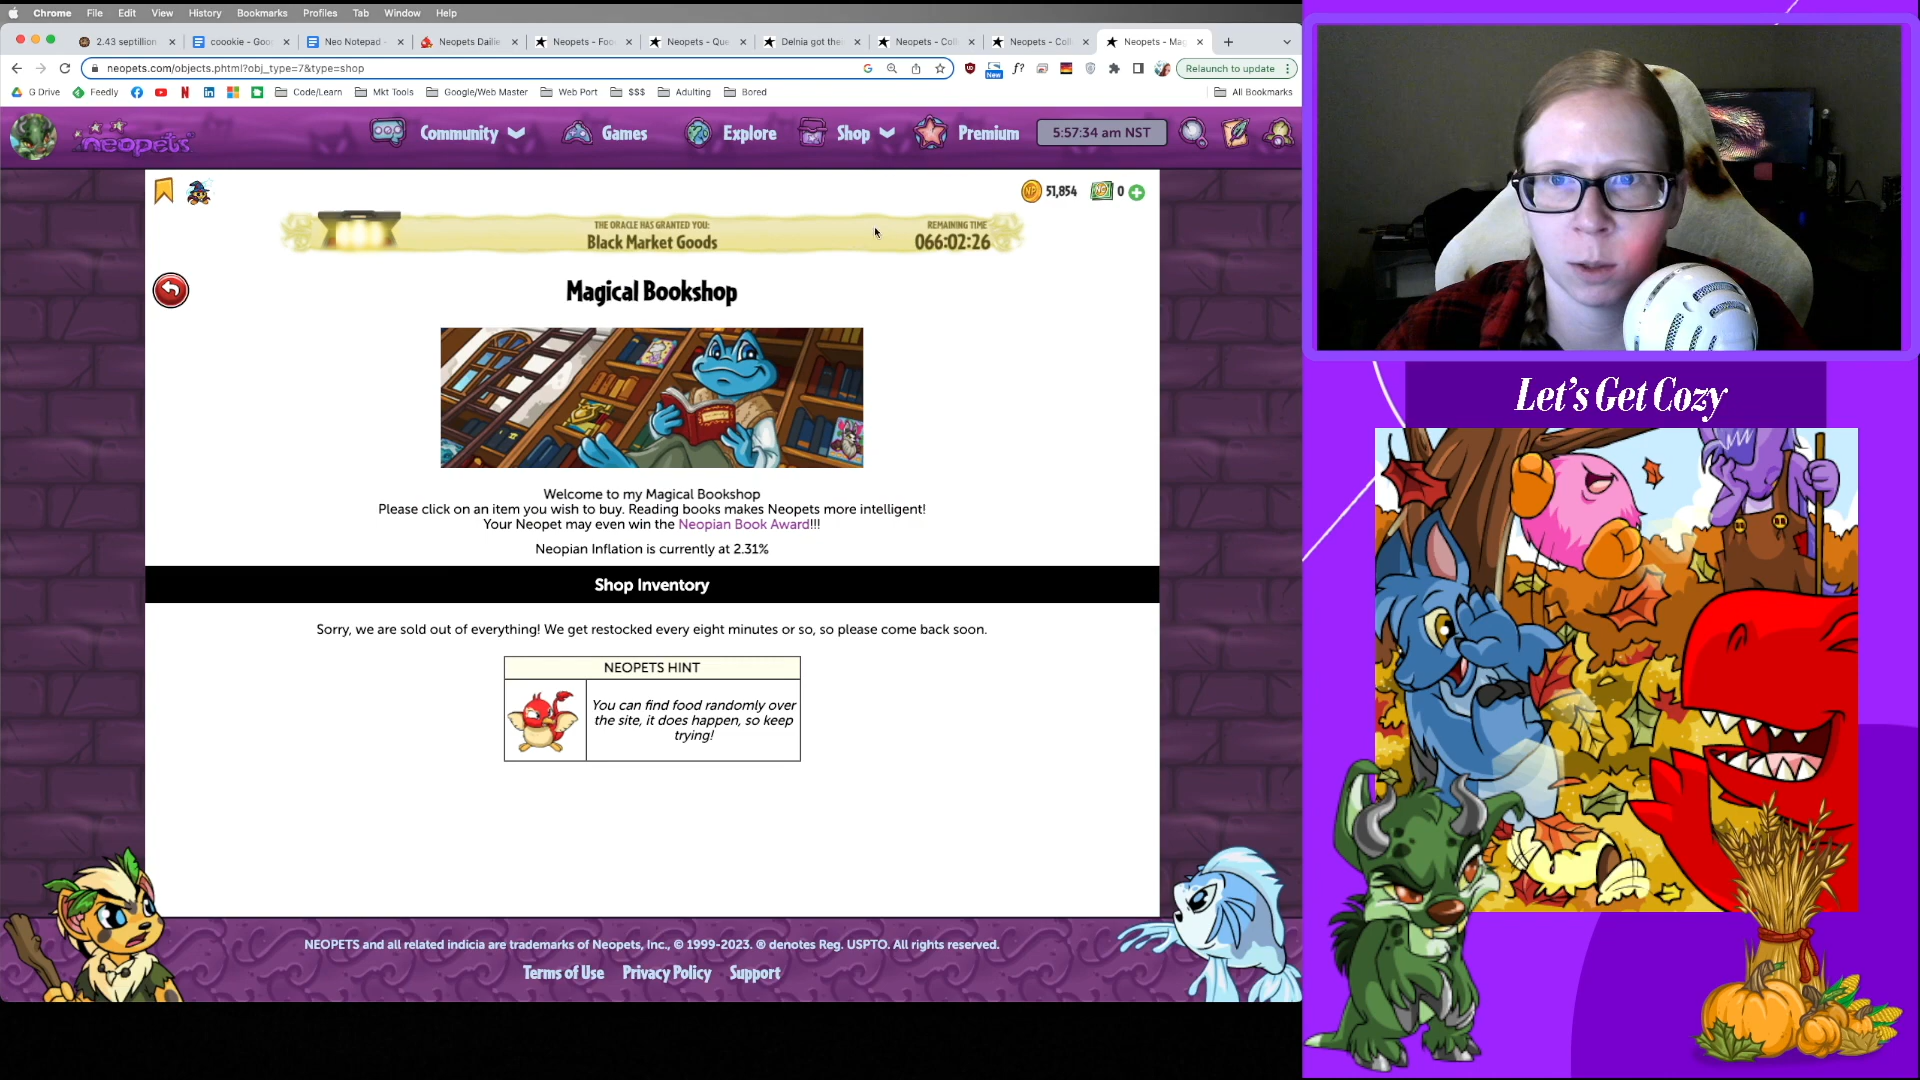 Chrome File Edit View History Bookmarks Profiles Tab Window Help
2.43 septillion coookie - Goo Neo Notepad - Neopets Dailie Neopets - Foo Neopets - Que Delnia got the Neopets - Coll Neopets - Coll Neopets - Mag
neopets.com/objects.phtml?obj_type=7&type=shop
New
f?
Relaunch to update
G Drive Feedly Code/Learn Mkt Tools Google/Web Master Web Port $$$ Adulting Bored All Bookmarks
neopets Community Games Explore Shop Premium 5:57:34 am NST
NP 51,854 NC 0
THE ORACLE HAS GRANTED YOU:
Black Market Goods
REMAINING TIME
066:02:26
Magical Bookshop
Welcome to my Magical Bookshop
Please click on an item you wish to buy. Reading books makes Neopets more intelligent!
Your Neopet may even win the Neopian Book Award!!!
Neopian Inflation is currently at 2.31%
Shop Inventory
Sorry, we are sold out of everything! We get restocked every eight minutes or so, so please come back soon.
NEOPETS HINT
You can find food randomly over
the site, it does happen, so keep
trying!
NEOPETS and all related indicia are trademarks of Neopets, Inc., © 1999-2023. ® denotes Reg. USPTO. All rights reserved.
Terms of Use Privacy Policy Support
Let's Get Cozy